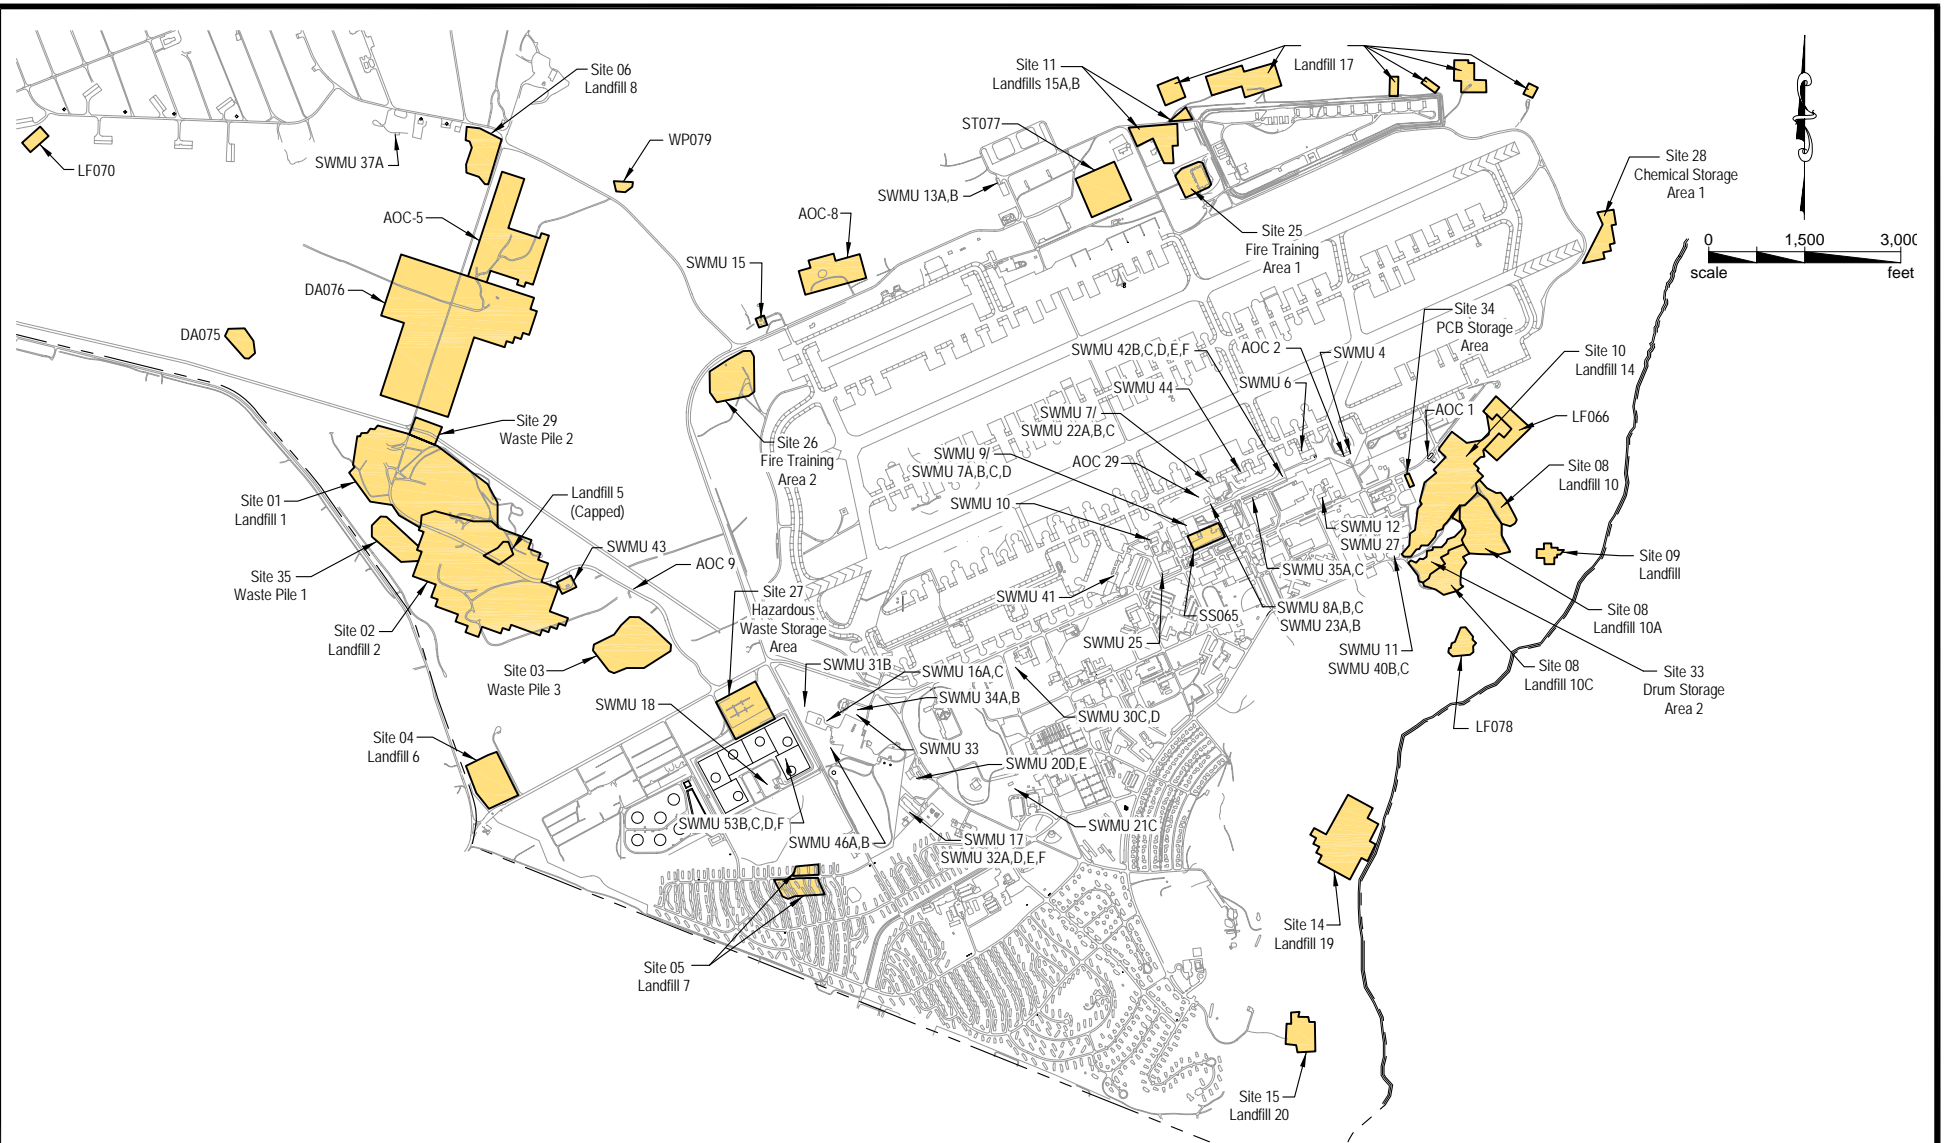 Site 06
Landfill 8
Site 11
Landfills 15A,B
Landfill 17
LF070
SWMU 37A
WP079
ST077
SWMU 13A,B
Site 28
Chemical Storage
Area 1
AOC-5
AOC-8
Site 25
Fire Training
Area 1
0 1,500 3,000
scale feet
SWMU 15
DA076
DA075
Site 34
PCB Storage
Area
SWMU 42B,C,D,E,F
AOC 2
SWMU 4
Site 10
Landfill 14
SWMU 44
SWMU 6
SWMU 7/
SWMU 22A,B,C
AOC 1
LF066
Site 29
Waste Pile 2
Site 26
Fire Training
Area 2
SWMU 9/
SWMU 7A,B,C,D
AOC 29
Site 08
Landfill 10
Site 01
Landfill 1
Landfill 5
(Capped)
SWMU 10
SWMU 12
SWMU 27
SWMU 43
AOC 9
SWMU 35A,C
Site 09
Landfill
Site 35
Waste Pile 1
Site 27
Hazardous
Waste Storage
Area
SWMU 41
SS065
SWMU 8A,B,C
SWMU 23A,B
Site 08
Landfill 10A
Site 02
Landfill 2
SWMU 25
SWMU 11
SWMU 40B,C
Site 08
Landfill 10C
Site 33
Drum Storage
Area 2
Site 03
Waste Pile 3
SWMU 31B
SWMU 16A,C
SWMU 34A,B
SWMU 18
SWMU 30C,D
LF078
Site 04
Landfill 6
SWMU 33
SWMU 20D,E
SWMU 53B,C,D,F
SWMU 46A,B
SWMU 17
SWMU 32A,D,E,F
SWMU 21C
Site 14
Landfill 19
Site 05
Landfill 7
Site 15
Landfill 20